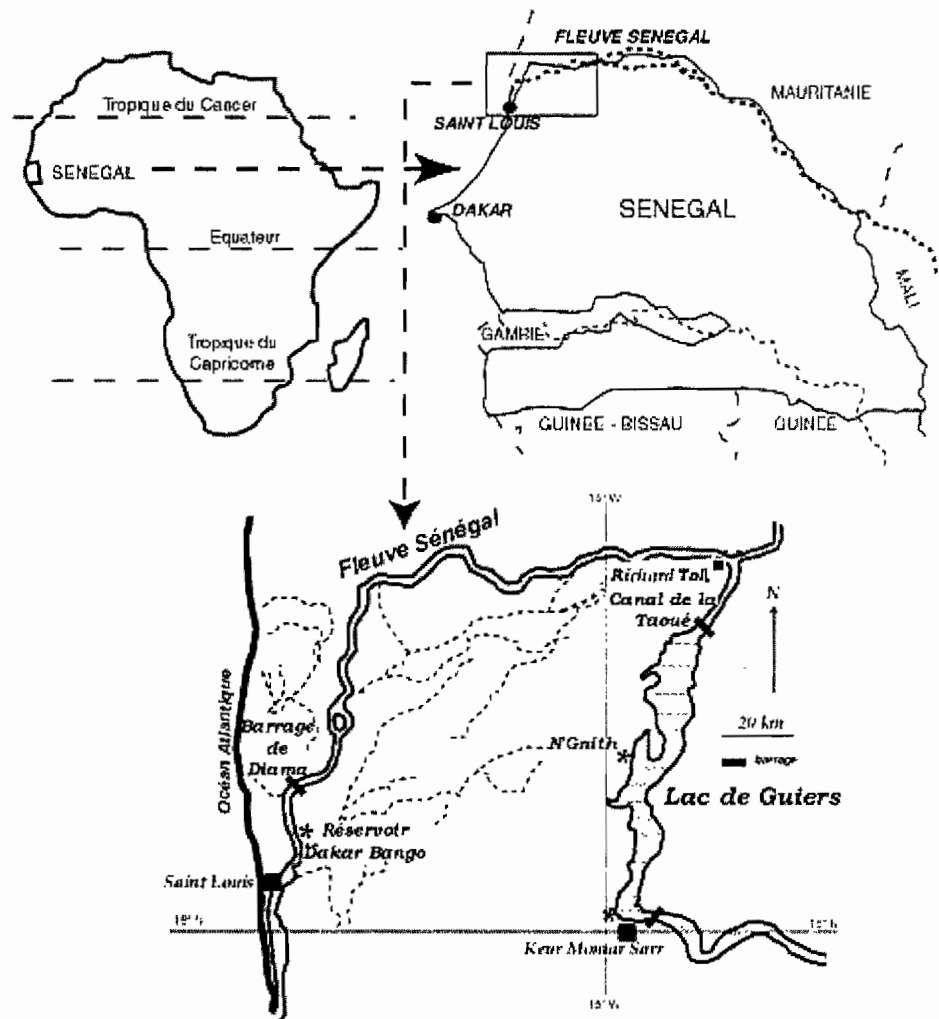 Tropique du Cancer
SENEGAL
Equateur
Tropique du
Capricorne
FLEUVE SENEGAL
MAURITANIE
SAINT LOUIS
DAKAR
SENEGAL
MALI
GAMBIE
GUINEE - BISSAU
GUINEE
Fleuve Sénégal
15°W
Richard Toll
Canal de la
Taoué
N
Océan Atlantique
Barrage
de
Diama
N'Gnith
20 km
barrage
Lac de Guiers
Réservoir
Dakar Bango
Saint Louis
Keur Momar Sarr
15°W